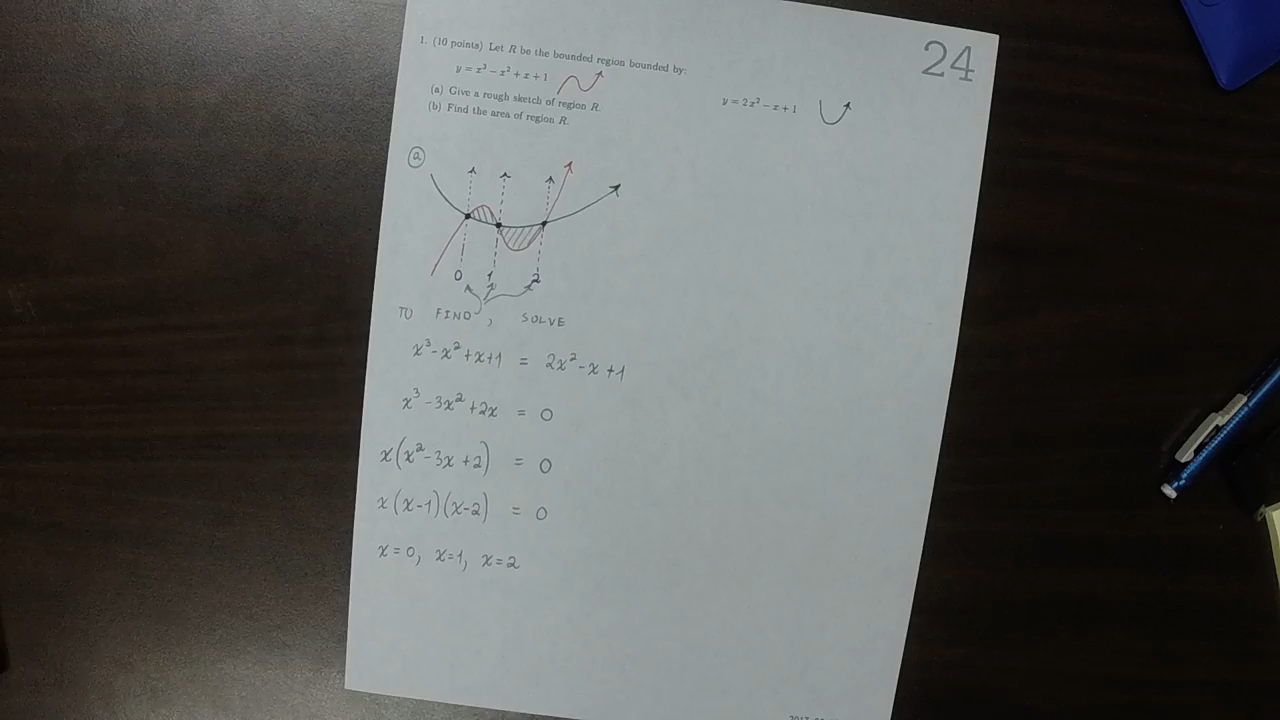 24
1. (10 points) Let R be the bounded region bounded by:
y = x³ − x² + x + 1
y = 2x² − x + 1
(a) Give a rough sketch of region R.
(b) Find the area of region R.
ⓐ
0 1 2
TO FIND, SOLVE
x³-x²+x+1 = 2x²-x+1
x³-3x²+2x = 0
x(x²-3x+2) = 0
x(x-1)(x-2) = 0
x=0, x=1, x=2